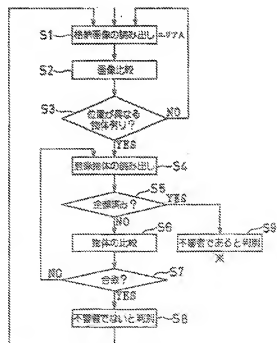 S1
画像の読み出し
エリアA
S2
画像比較
S3
位置が異なる
物体有り?
NO
YES
登録物体の読み出し
S4
S5
全部済み?
YES
NO
S6
物体の比較
S9
不審者であると判別
※
S7
合致?
NO
YES
不審者でないと判別
S8